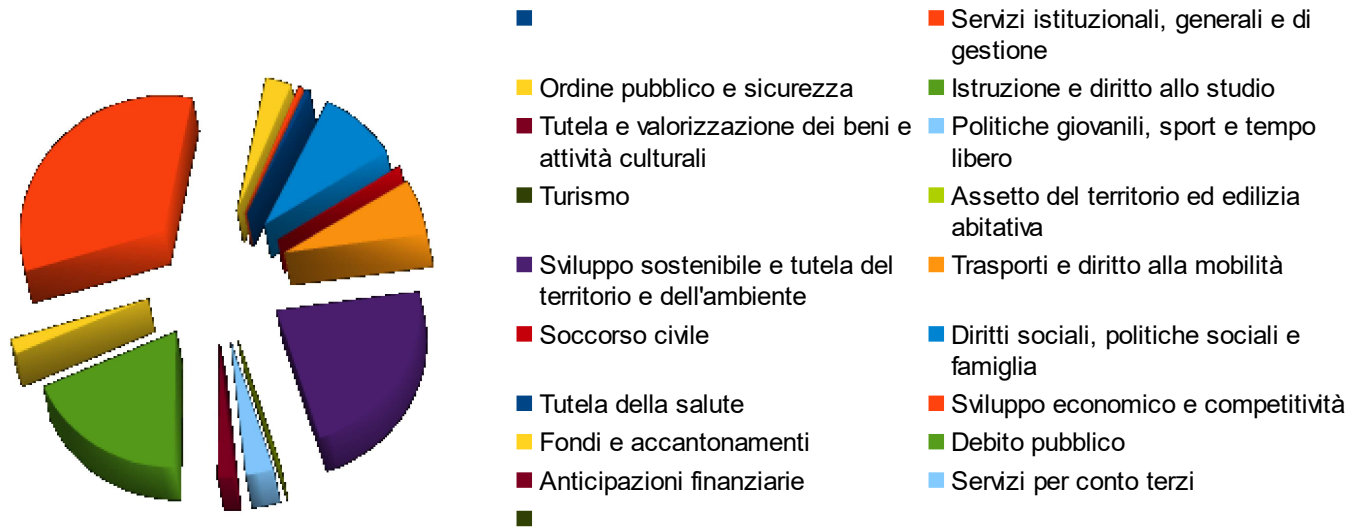 Servizi istituzionali, generali e di
gestione
Ordine pubblico e sicurezza
Istruzione e diritto allo studio
Tutela e valorizzazione dei beni e
attività culturali
Politiche giovanili, sport e tempo
libero
Turismo
Assetto del territorio ed edilizia
abitativa
Sviluppo sostenibile e tutela del
territorio e dell'ambiente
Trasporti e diritto alla mobilità
Soccorso civile
Diritti sociali, politiche sociali e
famiglia
Tutela della salute
Sviluppo economico e competitività
Fondi e accantonamenti
Debito pubblico
Anticipazioni finanziarie
Servizi per conto terzi